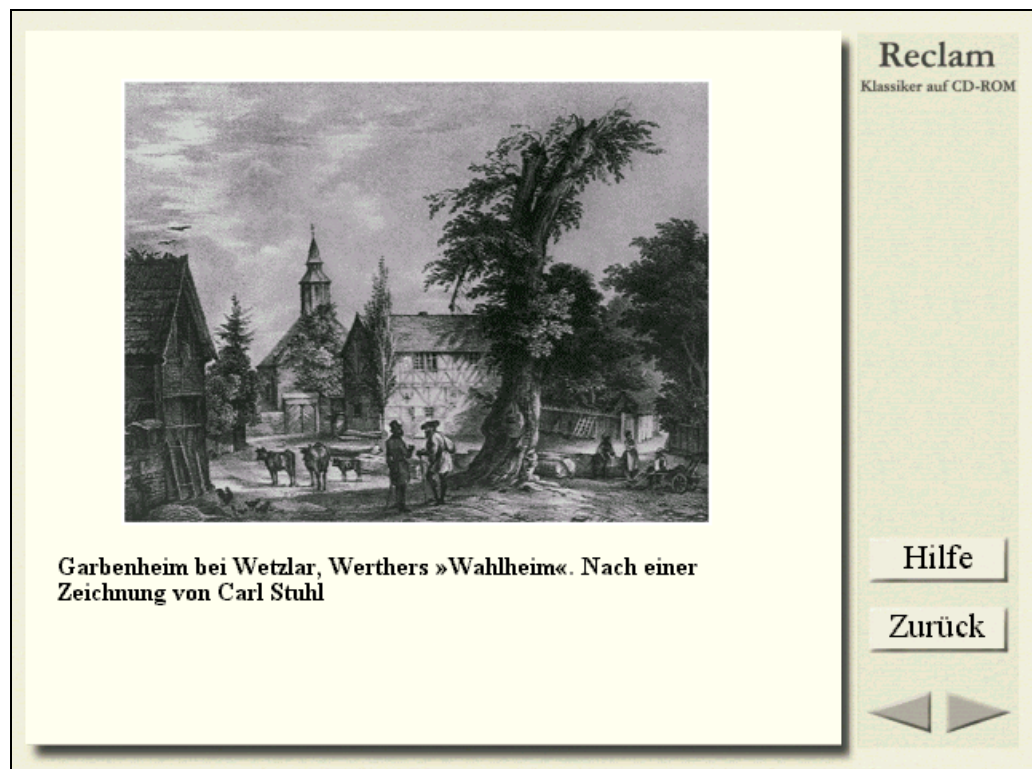 Reclam
Klassiker auf CD-ROM
Garbenheim bei Wetzlar, Werthers »Wahlheim«. Nach einer
Zeichnung von Carl Stuhl
Hilfe
Zurück